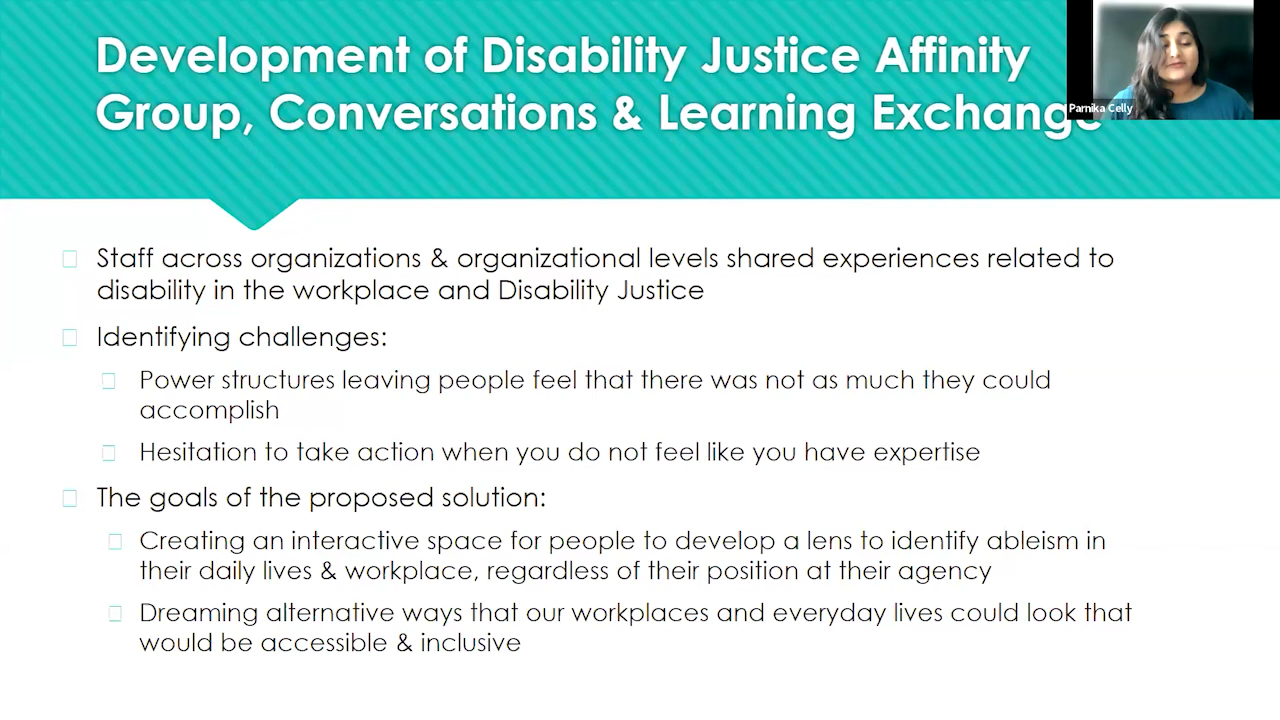 Development of Disability Justice Affinity
Group, Conversations & Learning Exchange
Parnika Celly
Staff across organizations & organizational levels shared experiences related to
disability in the workplace and Disability Justice
Identifying challenges:
Power structures leaving people feel that there was not as much they could
accomplish
Hesitation to take action when you do not feel like you have expertise
The goals of the proposed solution:
Creating an interactive space for people to develop a lens to identify ableism in
their daily lives & workplace, regardless of their position at their agency
Dreaming alternative ways that our workplaces and everyday lives could look that
would be accessible & inclusive